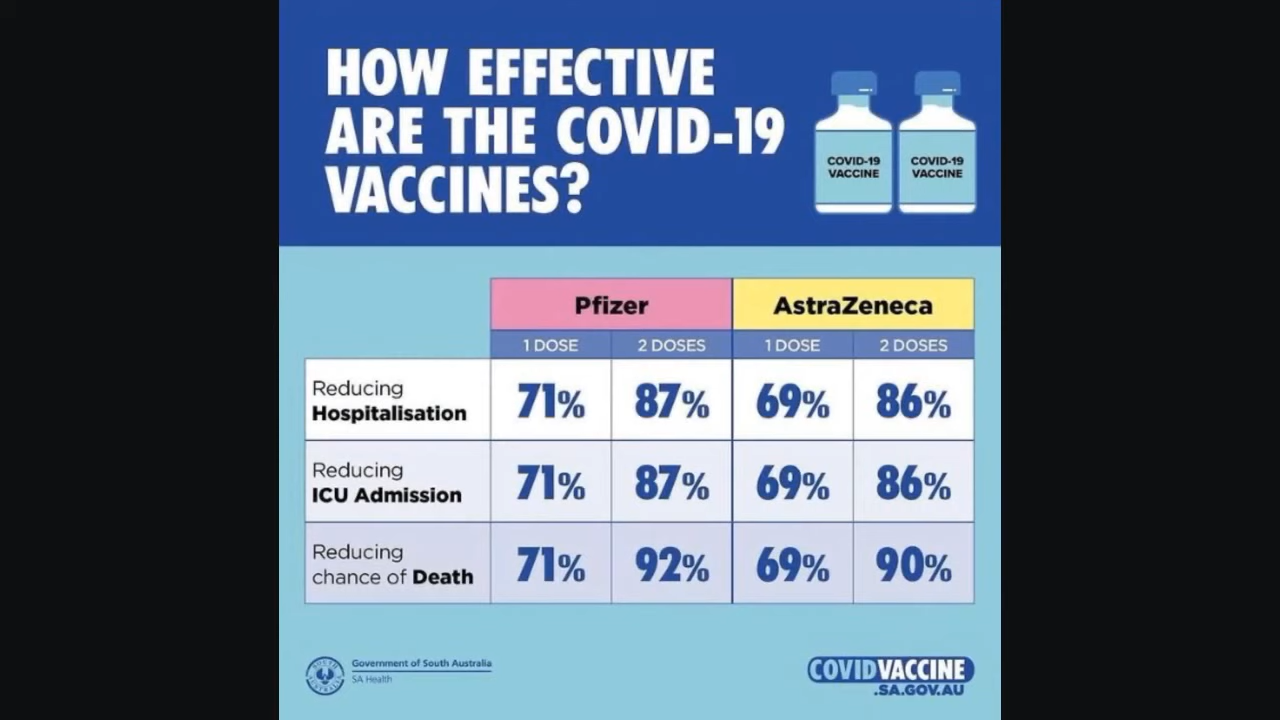 HOW EFFECTIVE
ARE THE COVID-19
VACCINES?
COVID-19
VACCINE
COVID-19
VACCINE
Pfizer AstraZeneca
1 DOSE 2 DOSES 1 DOSE 2 DOSES
Reducing
Hospitalisation
71% 87% 69% 86%
Reducing
ICU Admission
71% 87% 69% 86%
Reducing
chance of Death
71% 92% 69% 90%
Government of South Australia
SA Health
COVIDVACCINE
.SA.GOV.AU